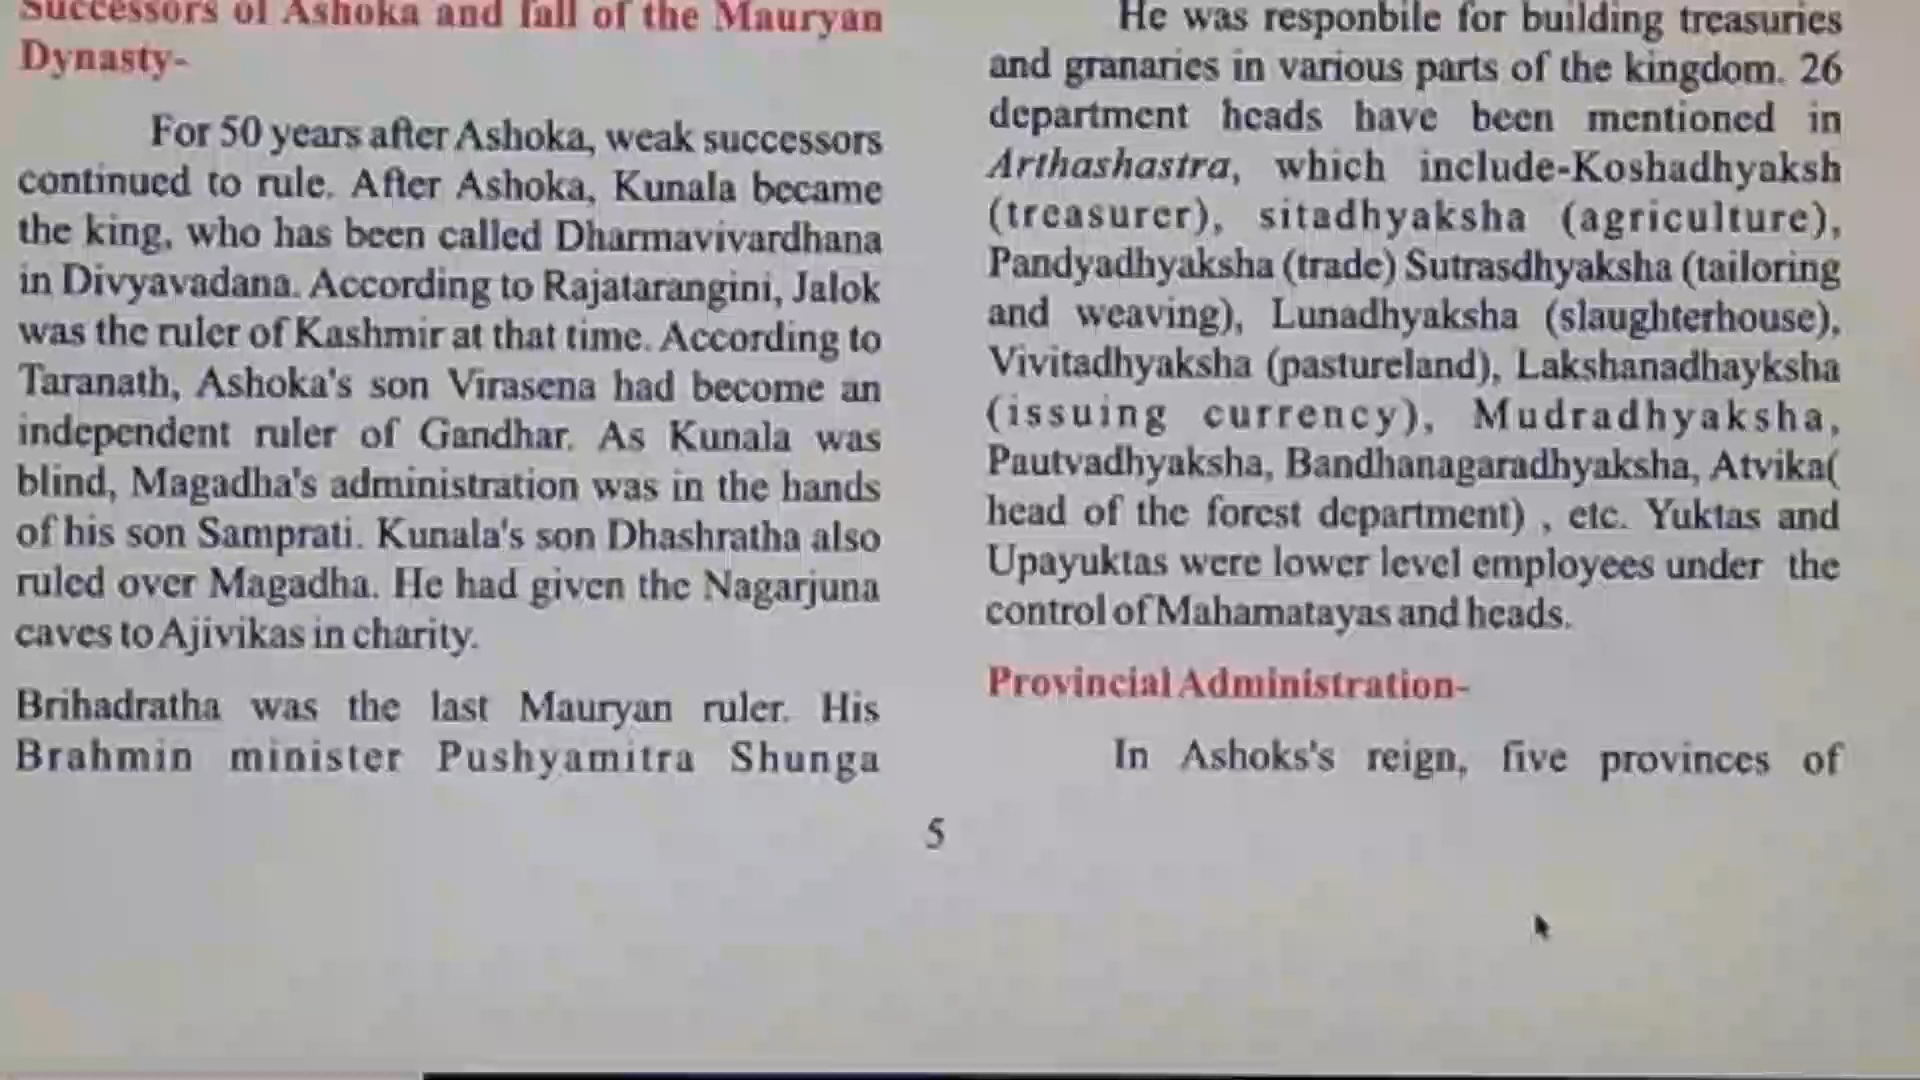 Successors of Ashoka and fall of the Mauryan
Dynasty-
For 50 years after Ashoka, weak successors
continued to rule. After Ashoka, Kunala became
the king, who has been called Dharmavivardhana
in Divyavadana. According to Rajatarangini, Jalok
was the ruler of Kashmir at that time. According to
Taranath, Ashoka's son Virasena had become an
independent ruler of Gandhar. As Kunala was
blind, Magadha's administration was in the hands
of his son Samprati. Kunala's son Dhashratha also
ruled over Magadha. He had given the Nagarjuna
caves to Ajivikas in charity.
Brihadratha was the last Mauryan ruler. His
Brahmin minister Pushyamitra Shunga
He was responbile for building treasuries
and granaries in various parts of the kingdom. 26
department heads have been mentioned in
Arthashastra, which include-Koshadhyaksh
(treasurer), sitadhyaksha (agriculture),
Pandyadhyaksha (trade) Sutrasdhyaksha (tailoring
and weaving), Lunadhyaksha (slaughterhouse),
Vivitadhyaksha (pastureland), Lakshanadhayksha
(issuing currency), Mudradhyaksha,
Pautvadhyaksha, Bandhanagaradhyaksha, Atvika(
head of the forest department) , etc. Yuktas and
Upayuktas were lower level employees under the
control of Mahamatayas and heads.
Provincial Administration-
In Ashoks's reign, five provinces of
5